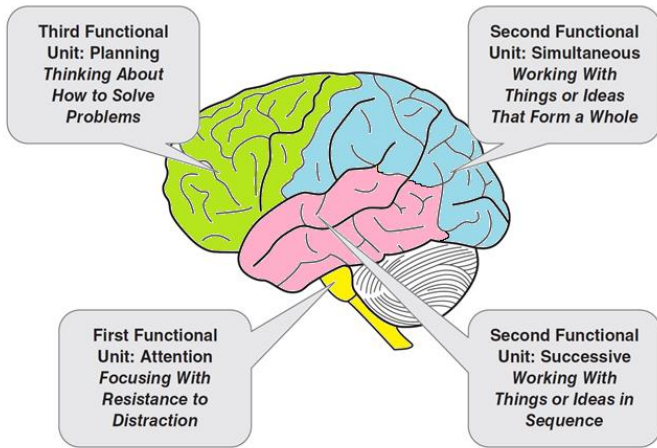 Third Functional
Unit: Planning
Thinking About
How to Solve
Problems
Second Functional
Unit: Simultaneous
Working With
Things or Ideas
That Form a Whole
First Functional
Unit: Attention
Focusing With
Resistance to
Distraction
Second Functional
Unit: Successive
Working With
Things or Ideas in
Sequence